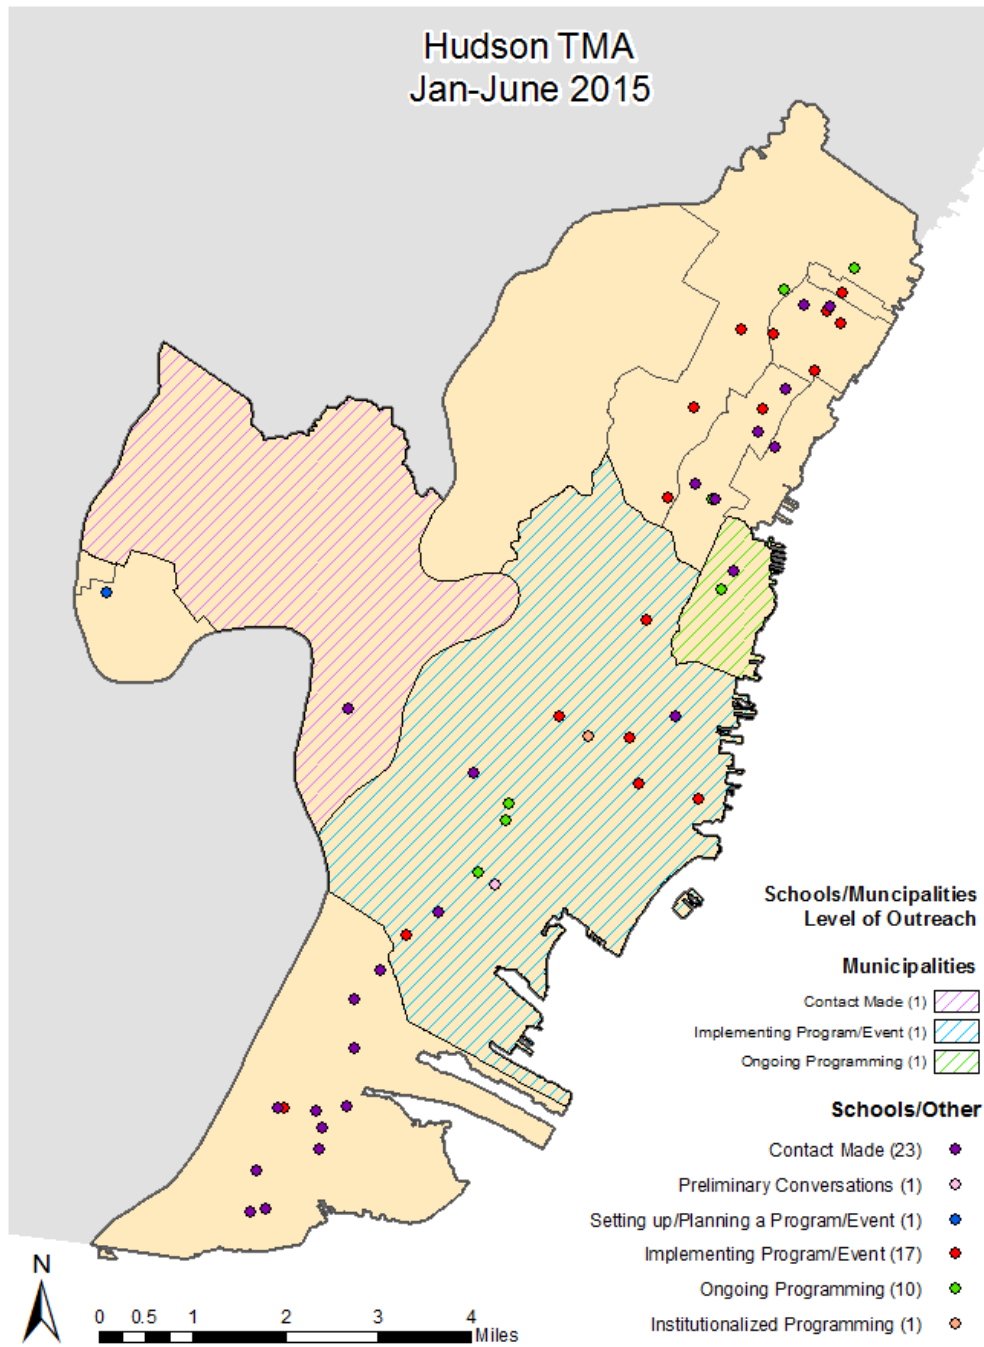 Hudson TMA
Jan-June 2015
Schools/Muncipalities
Level of Outreach
Municipalities
Contact Made (1)
Implementing Program/Event (1)
Ongoing Programming (1)
Schools/Other
Contact Made (23)
Preliminary Conversations (1)
Setting up/Planning a Program/Event (1)
Implementing Program/Event (17)
Ongoing Programming (10)
Institutionalized Programming (1)
N
0 0.5 1 2 3 4
Miles